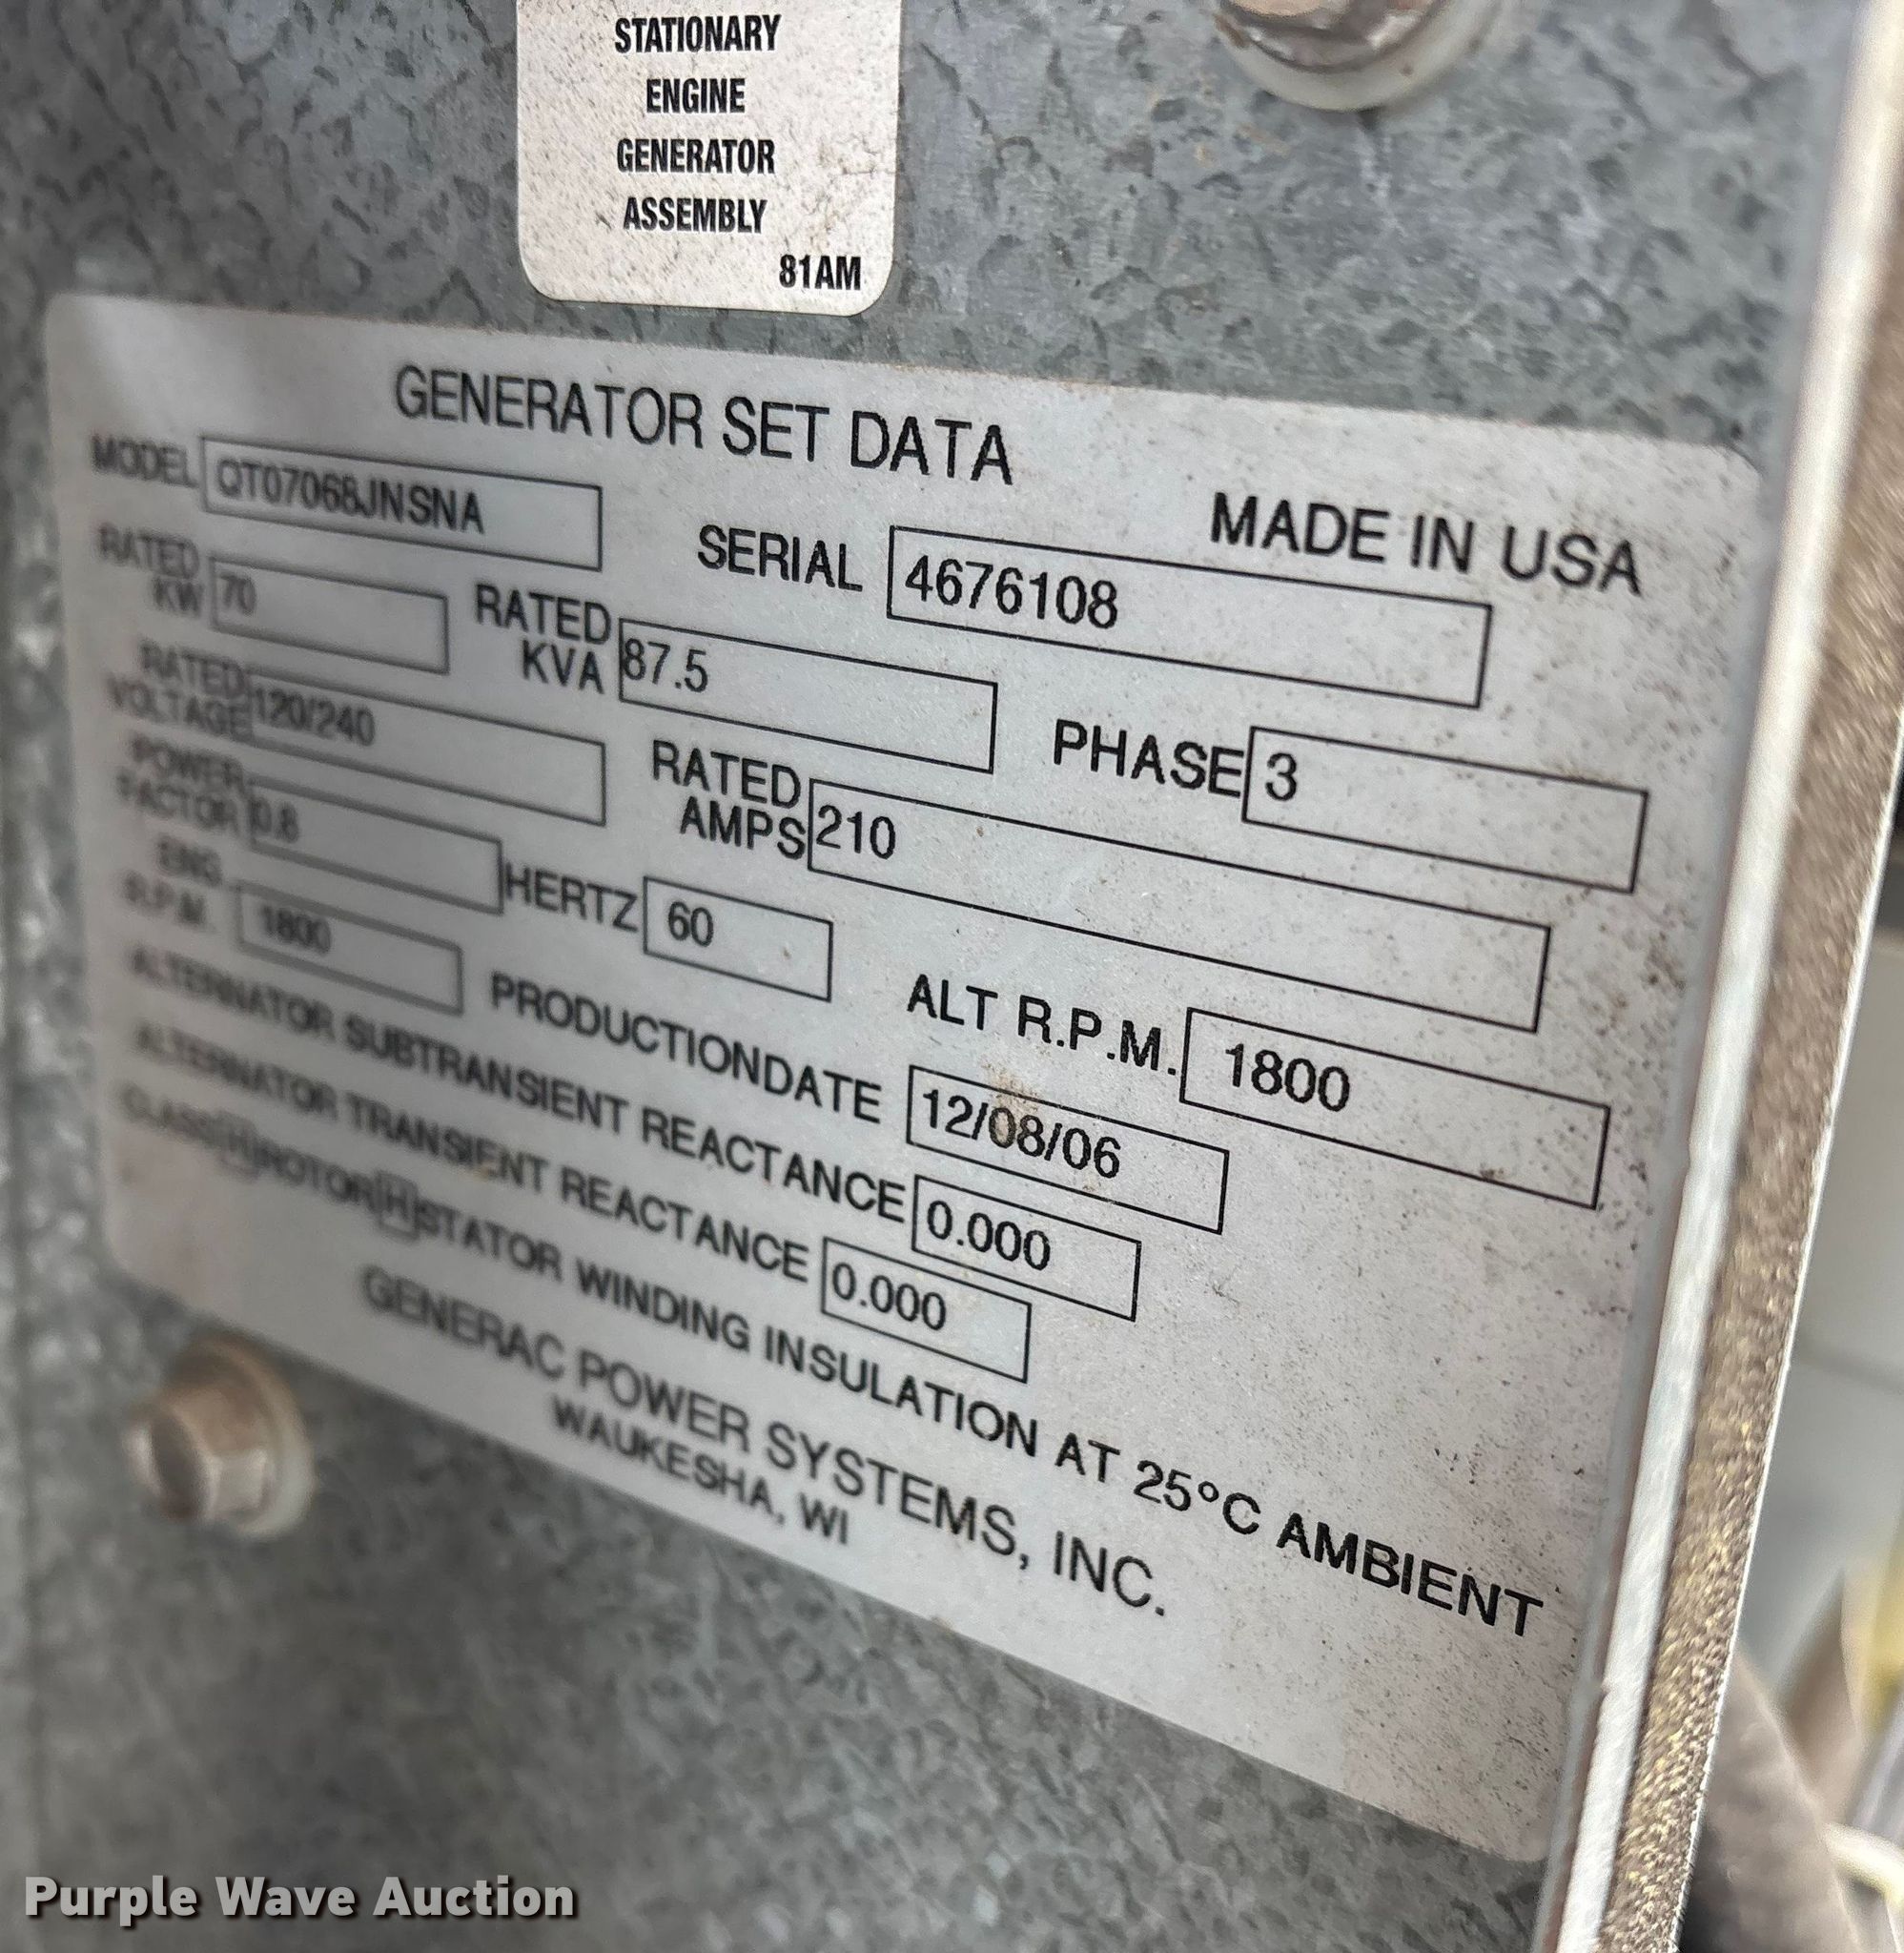 STATIONARY
ENGINE
GENERATOR
ASSEMBLY
81AM
GENERATOR SET DATA
MADE IN USA
MODEL QT07068JNSNA
SERIAL 4676108
RATED KW 70
RATED KVA 87.5
PHASE 3
RATED VOLTAGE 120/240
RATED AMPS 210
POWER FACTOR 0.8
HERTZ 60
ALT R.P.M. 1800
ENG. R.P.M. 1800
PRODUCTIONDATE 12/08/06
ALTERNATOR SUBTRANSIENT REACTANCE 0.000
ALTERNATOR TRANSIENT REACTANCE 0.000
CLASS H ROTOR H STATOR WINDING INSULATION AT 25°C AMBIENT
GENERAC POWER SYSTEMS, INC.
WAUKESHA, WI
Purple Wave Auction